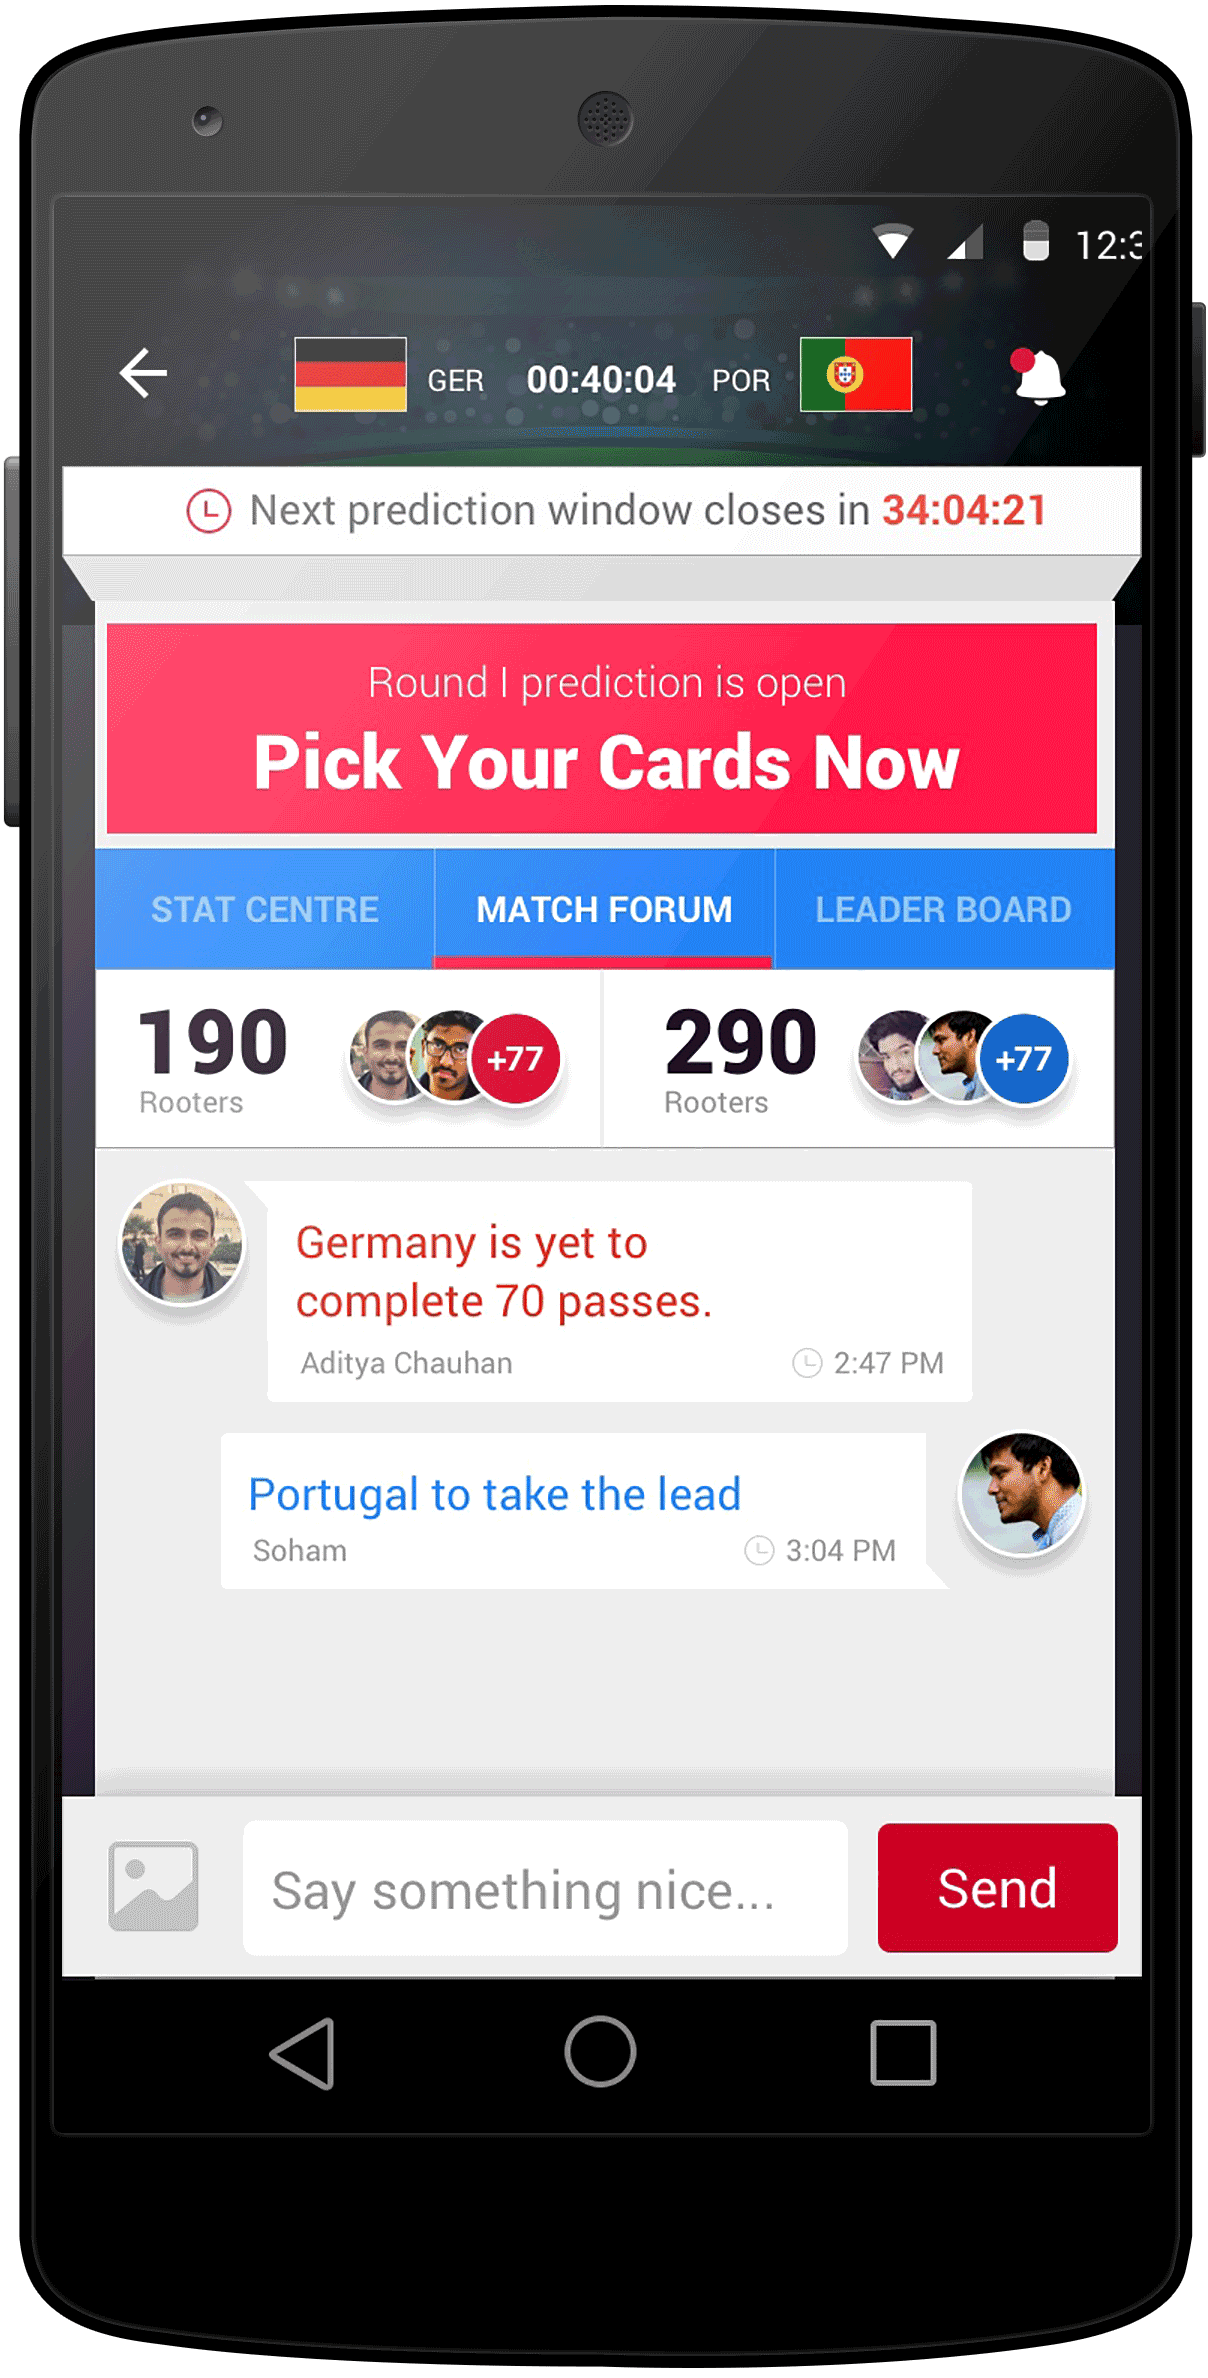 12:3
GER 00:40:04 POR
Next prediction window closes in 34:04:21
Round I prediction is open
Pick Your Cards Now
STAT CENTRE MATCH FORUM LEADER BOARD
190 +77 290 +77
Rooters Rooters
Germany is yet to
complete 70 passes.
Aditya Chauhan 2:47 PM
Portugal to take the lead
Soham 3:04 PM
Say something nice... Send